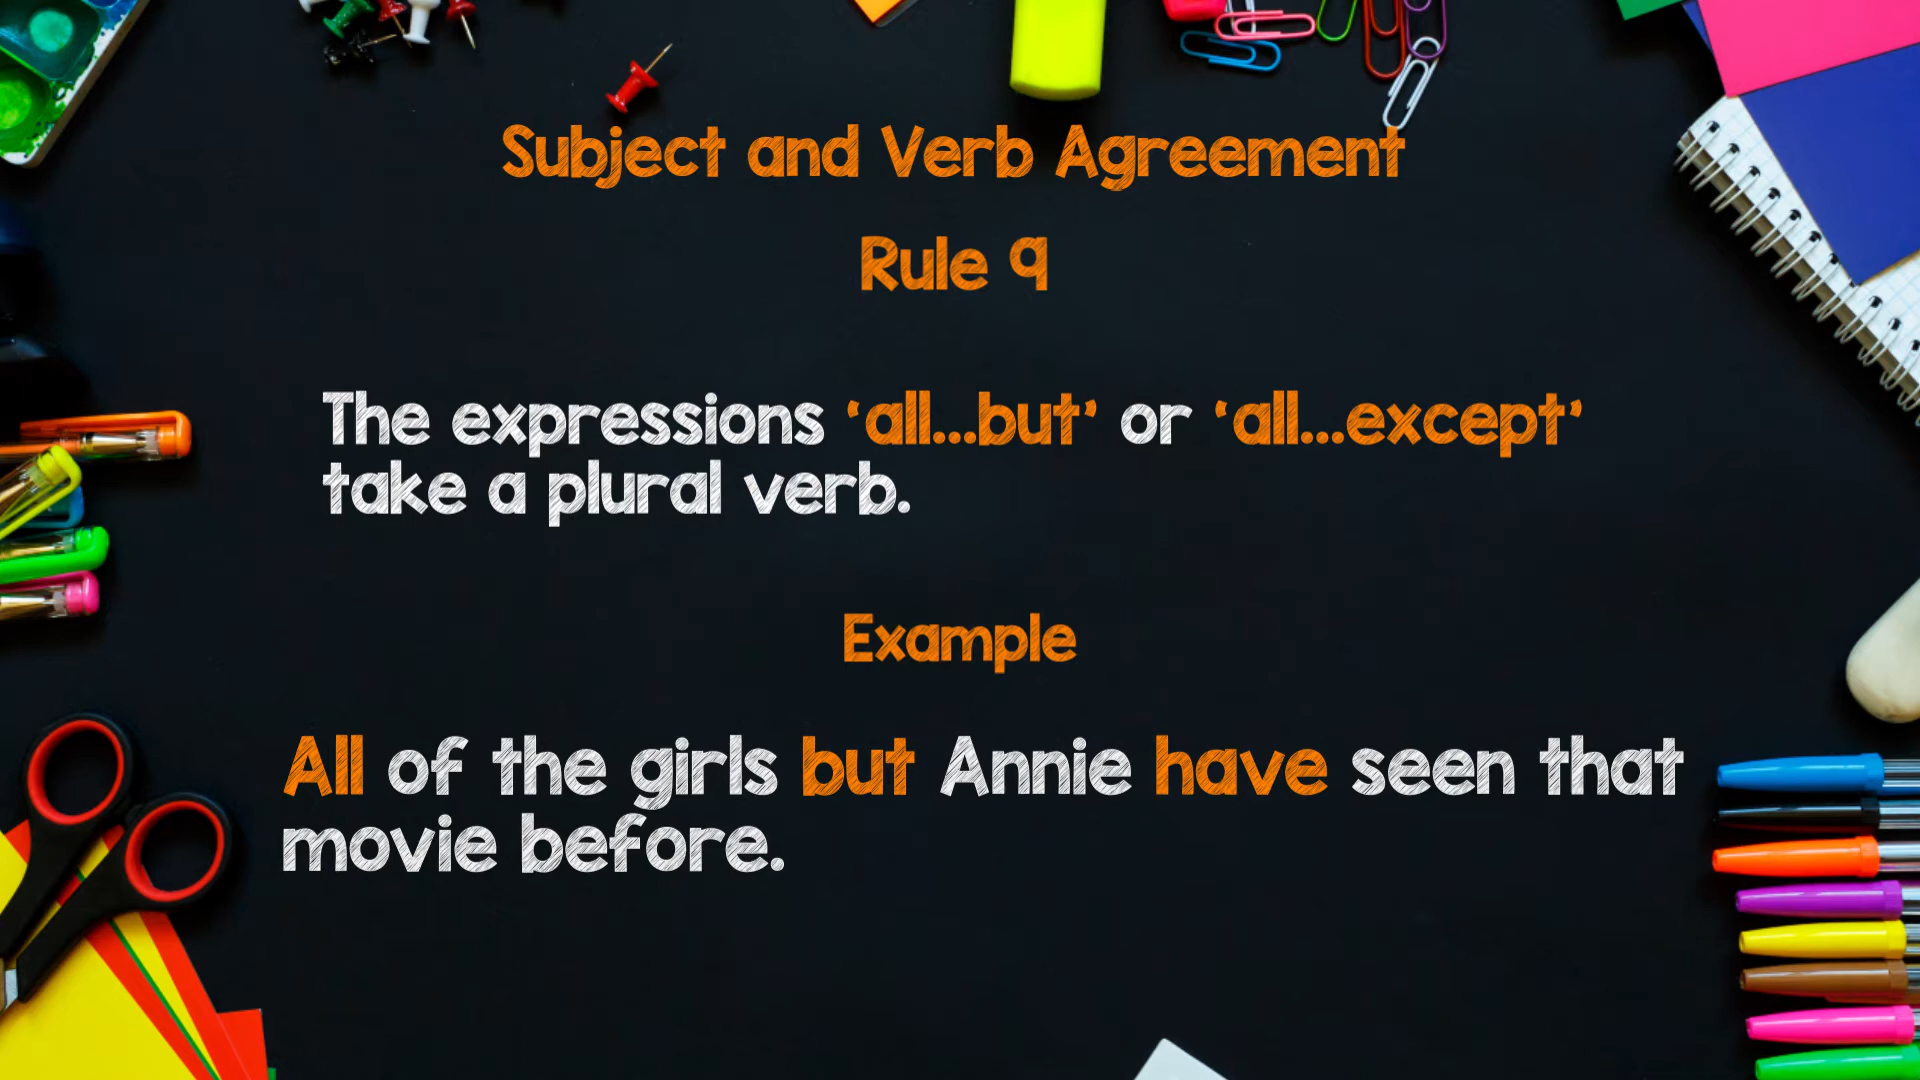 Subject and Verb Agreement
Rule 9
The expressions ‘all...but’ or ‘all...except’
take a plural verb.
Example
All of the girls but Annie have seen that
movie before.